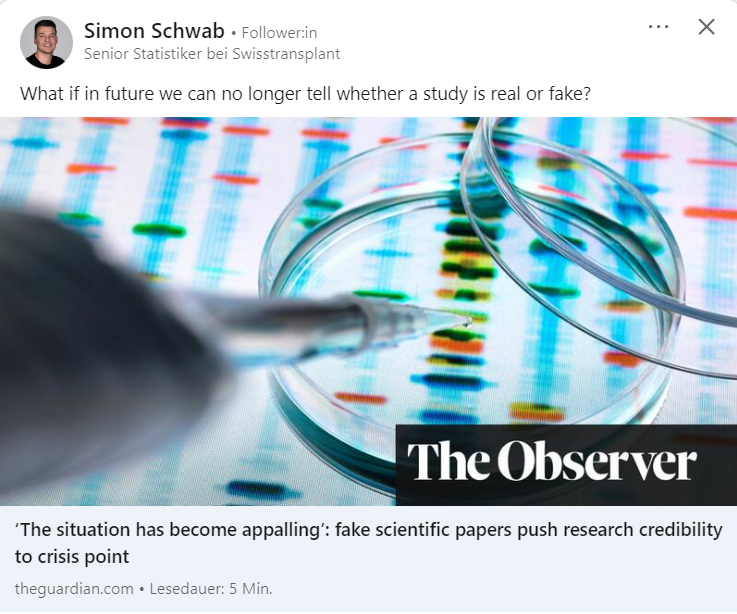 Simon Schwab • Follower:in
Senior Statistiker bei Swisstransplant
What if in future we can no longer tell whether a study is real or fake?
The Observer
‘The situation has become appalling’: fake scientific papers push research credibility
to crisis point
theguardian.com • Lesedauer: 5 Min.